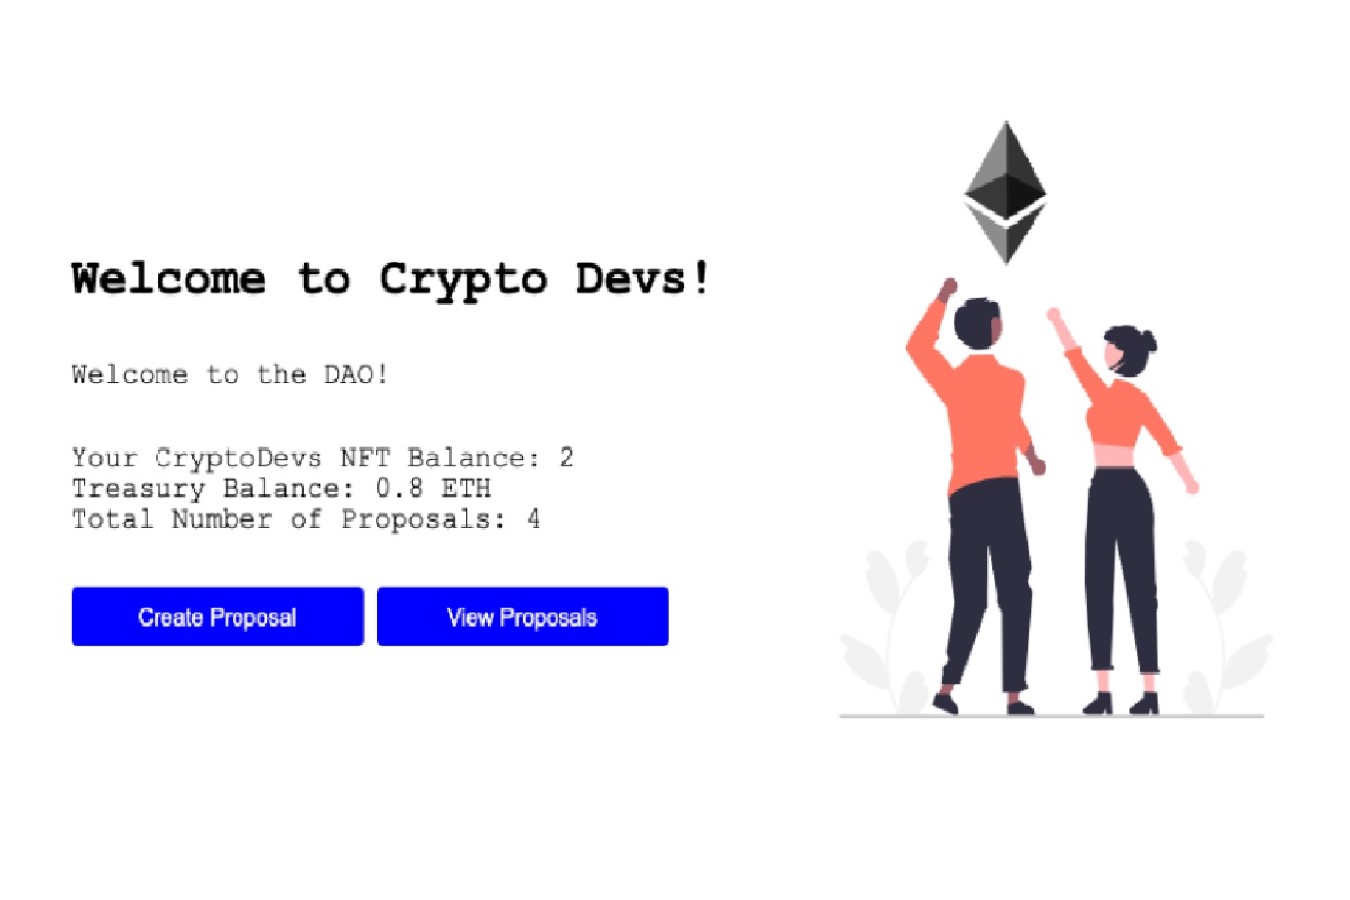 Welcome to Crypto Devs!
Welcome to the DAO!
Your CryptoDevs NFT Balance: 2
Treasury Balance: 0.8 ETH
Total Number of Proposals: 4
Create Proposal
View Proposals